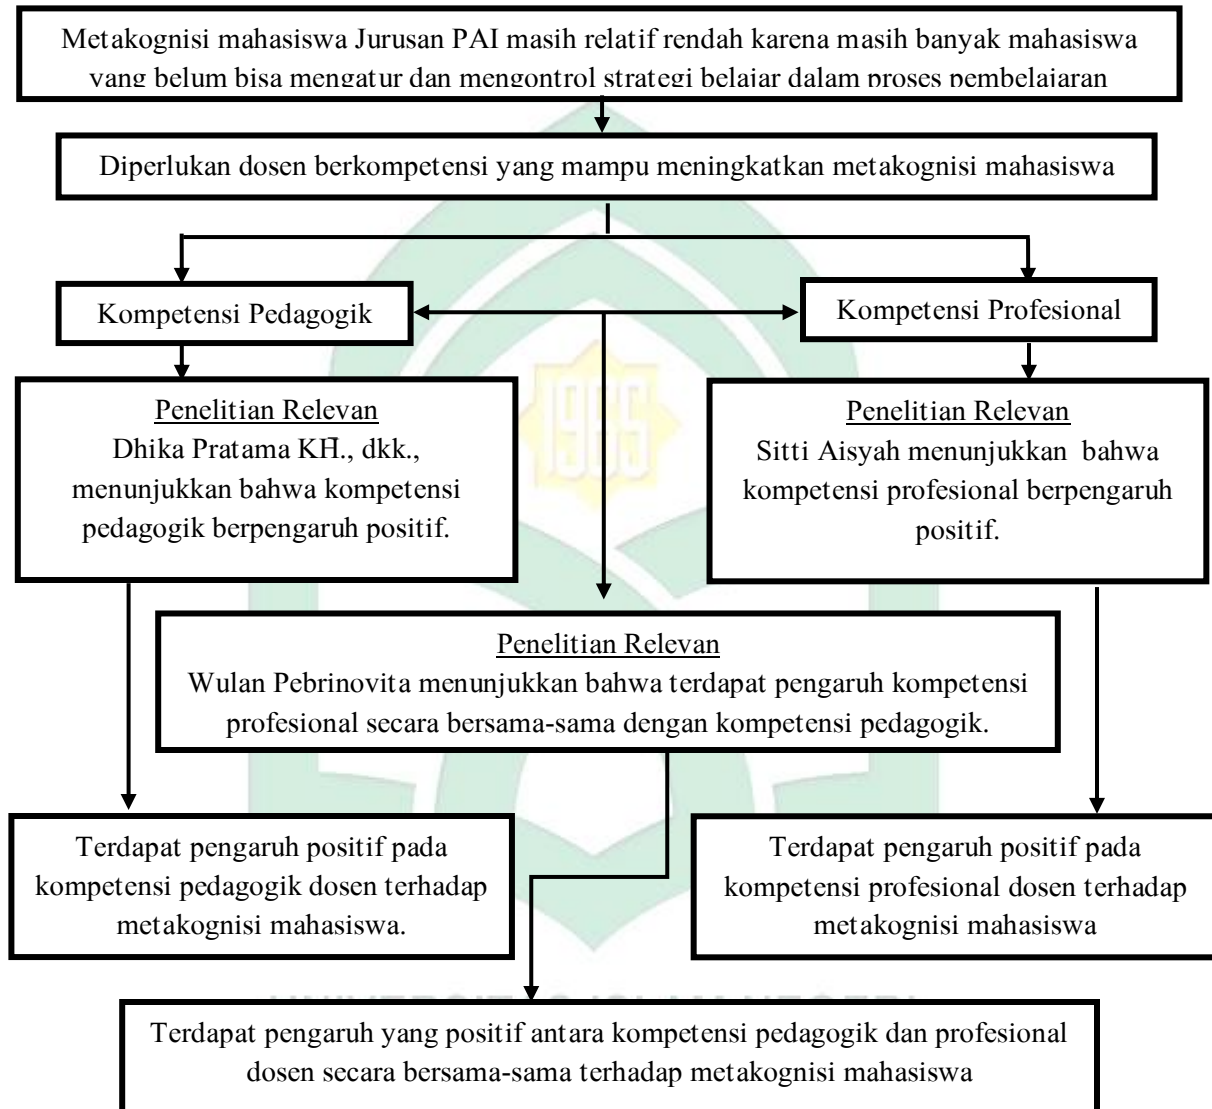 Metakognisi mahasiswa Jurusan PAI masih relatif rendah karena masih banyak mahasiswa
yang belum bisa mengatur dan mengontrol strategi belajar dalam proses pembelajaran
Diperlukan dosen berkompetensi yang mampu meningkatkan metakognisi mahasiswa
Kompetensi Pedagogik
Kompetensi Profesional
Penelitian Relevan
Dhika Pratama KH., dkk.,
menunjukkan bahwa kompetensi
pedagogik berpengaruh positif.
Penelitian Relevan
Sitti Aisyah menunjukkan bahwa
kompetensi profesional berpengaruh
positif.
1965
Penelitian Relevan
Wulan Pebrinovita menunjukkan bahwa terdapat pengaruh kompetensi
profesional secara bersama-sama dengan kompetensi pedagogik.
Terdapat pengaruh positif pada
kompetensi pedagogik dosen terhadap
metakognisi mahasiswa.
Terdapat pengaruh positif pada
kompetensi profesional dosen terhadap
metakognisi mahasiswa
Terdapat pengaruh yang positif antara kompetensi pedagogik dan profesional
dosen secara bersama-sama terhadap metakognisi mahasiswa